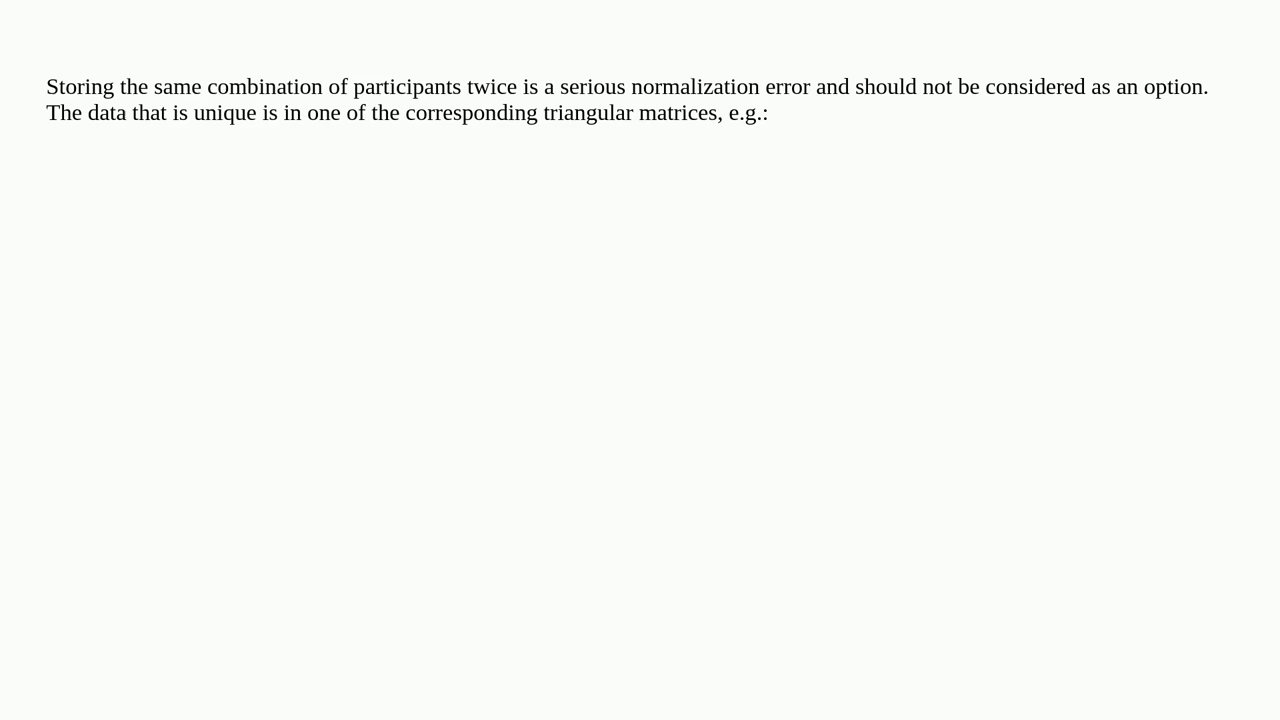 Storing the same combination of participants twice is a serious normalization error and should not be considered as an option.
The data that is unique is in one of the corresponding triangular matrices, e.g.: